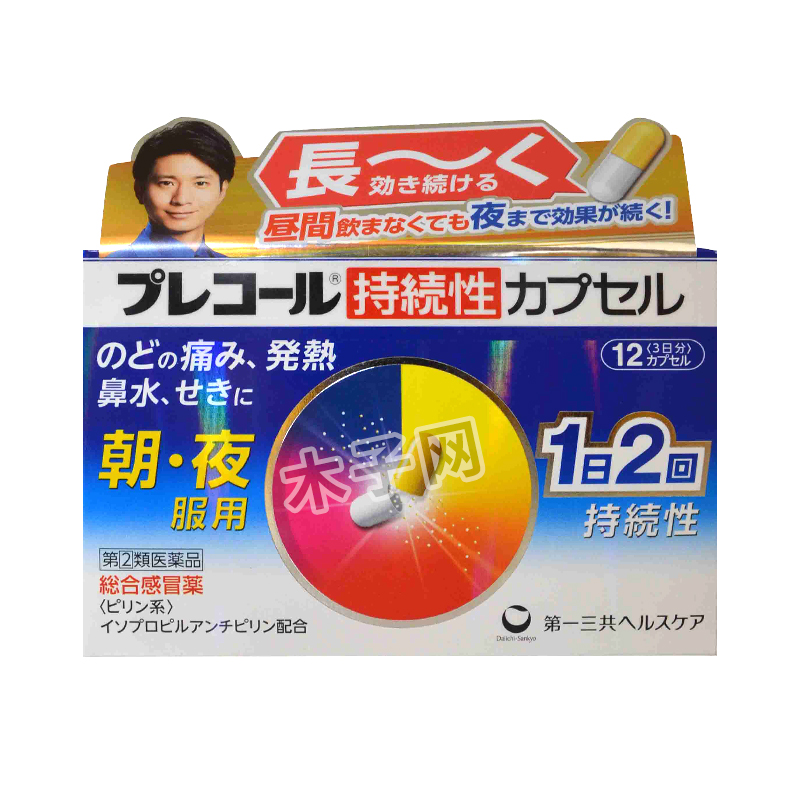 長〜く
効き続ける
昼間飲まなくても夜まで効果が続く!
プレコール® 持続性 カプセル
のどの痛み、発熱
鼻水、せきに
12〈3日分〉カプセル
朝・夜
服用
1日2回
持続性
木子网
第②類医薬品
総合感冒薬
〈ピリン系〉
イソプロピルアンチピリン配合
Daiichi-Sankyo
第一三共ヘルスケア